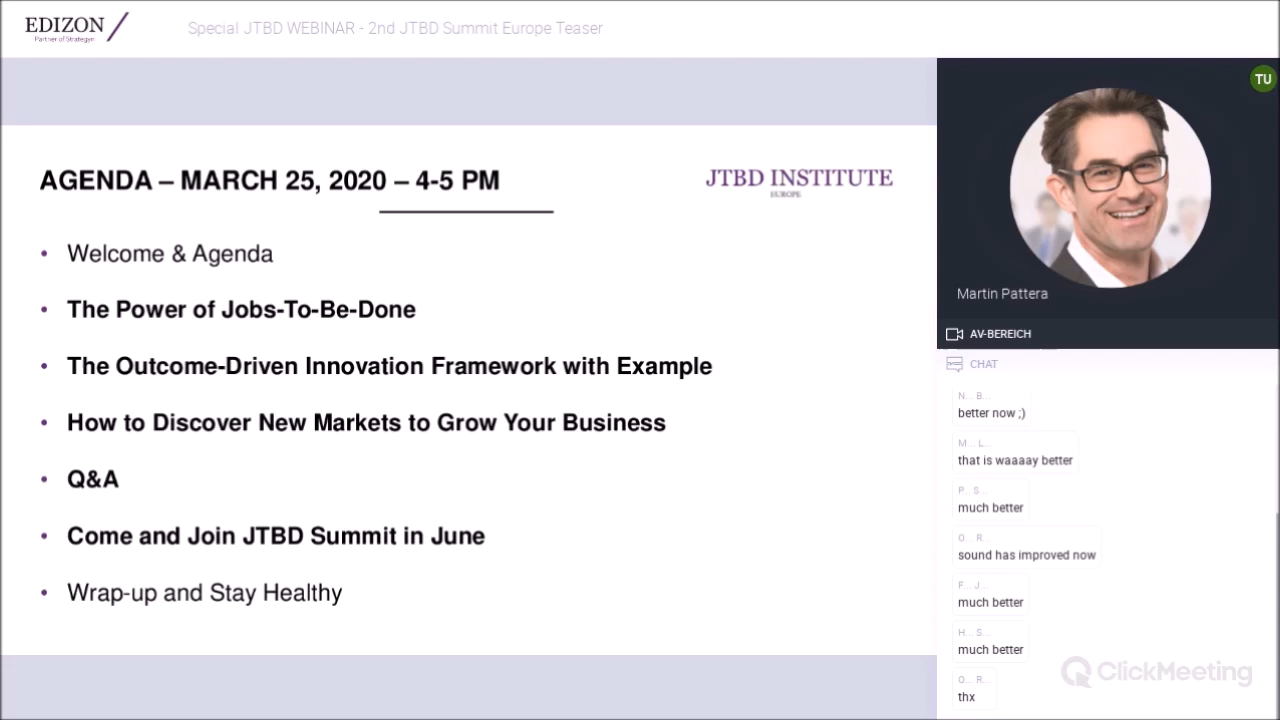 EDIZON
Partner of Strategyn
Special JTBD WEBINAR - 2nd JTBD Summit Europe Teaser
AGENDA – MARCH 25, 2020 – 4-5 PM
JTBD INSTITUTE
EUROPE
• Welcome & Agenda
• The Power of Jobs-To-Be-Done
• The Outcome-Driven Innovation Framework with Example
• How to Discover New Markets to Grow Your Business
• Q&A
• Come and Join JTBD Summit in June
• Wrap-up and Stay Healthy
TU
Martin Pattera
AV-BEREICH
CHAT
N... B...
better now ;)
M... L...
that is waaaay better
P... S...
much better
O... R...
sound has improved now
F... J...
much better
H... S...
much better
O... R...
thx
ClickMeeting